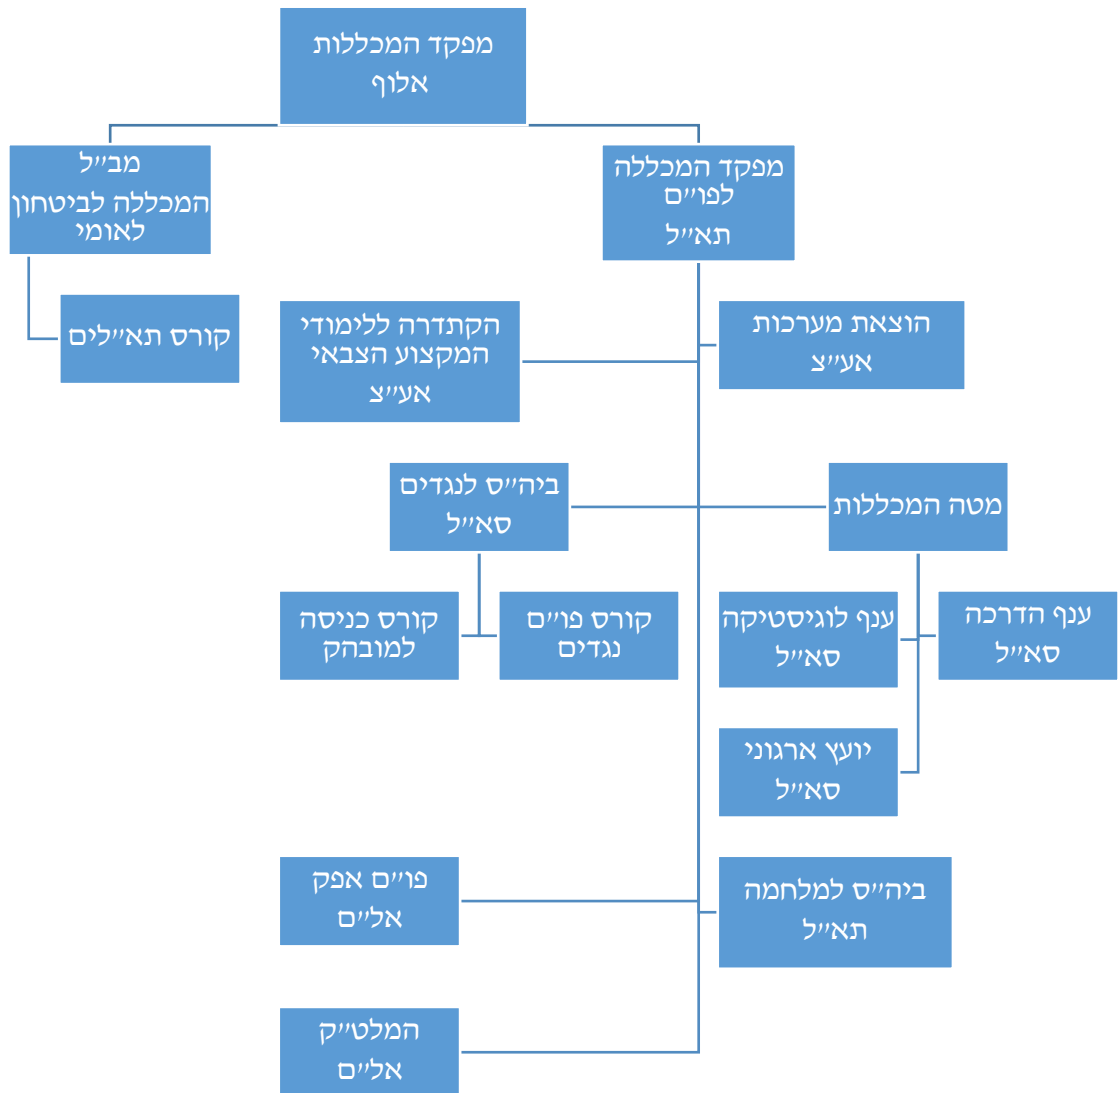 מפקד המכללות
אלוף
מפקד המכללה
לפו״ם
תא״ל
מב״ל
המכללה לביטחון
לאומי
קורס תא״לים
הוצאת מערכות
אע״צ
הקתדרה ללימודי
המקצוע הצבאי
אע״צ
מטה המכללות
ביה״ס לנגדים
סא״ל
ענף הדרכה
סא״ל
ענף לוגיסטיקה
סא״ל
קורס פו״ם
נגדים
קורס כניסה
למובהק
יועץ ארגוני
סא״ל
ביה״ס למלחמה
תא״ל
פו״ם אפק
אל״ם
המלטי״ק
אל״ם